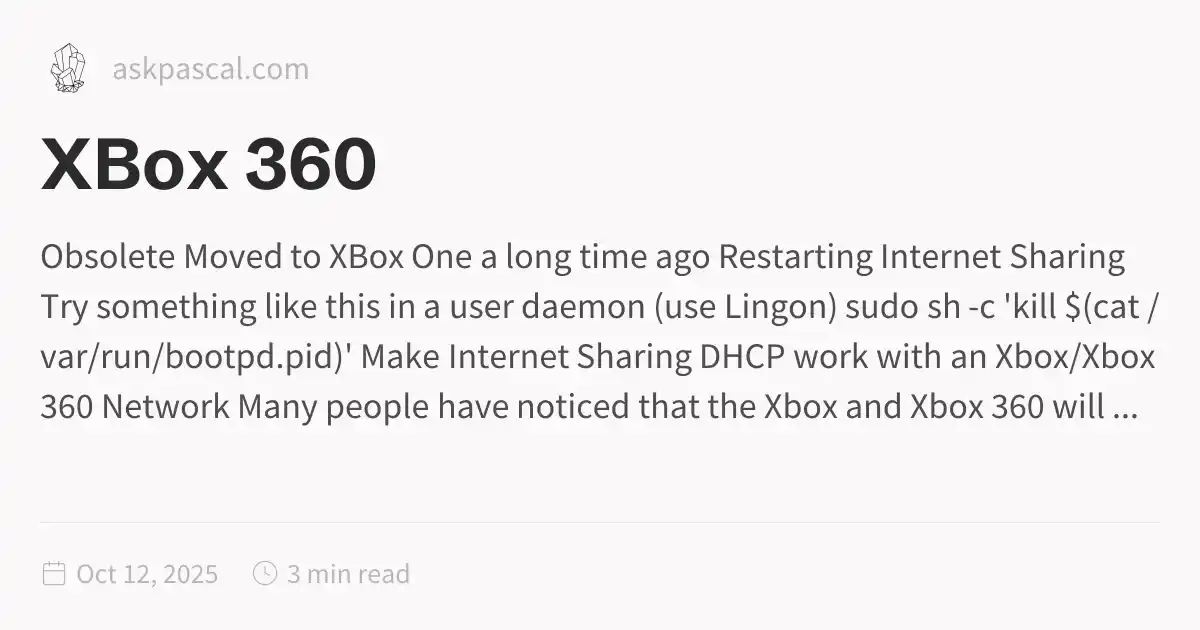 askpascal.com
XBox 360
Obsolete Moved to XBox One a long time ago Restarting Internet Sharing
Try something like this in a user daemon (use Lingon) sudo sh -c 'kill $(cat /
var/run/bootpd.pid)' Make Internet Sharing DHCP work with an Xbox/Xbox
360 Network Many people have noticed that the Xbox and Xbox 360 will ...
Oct 12, 2025 3 min read